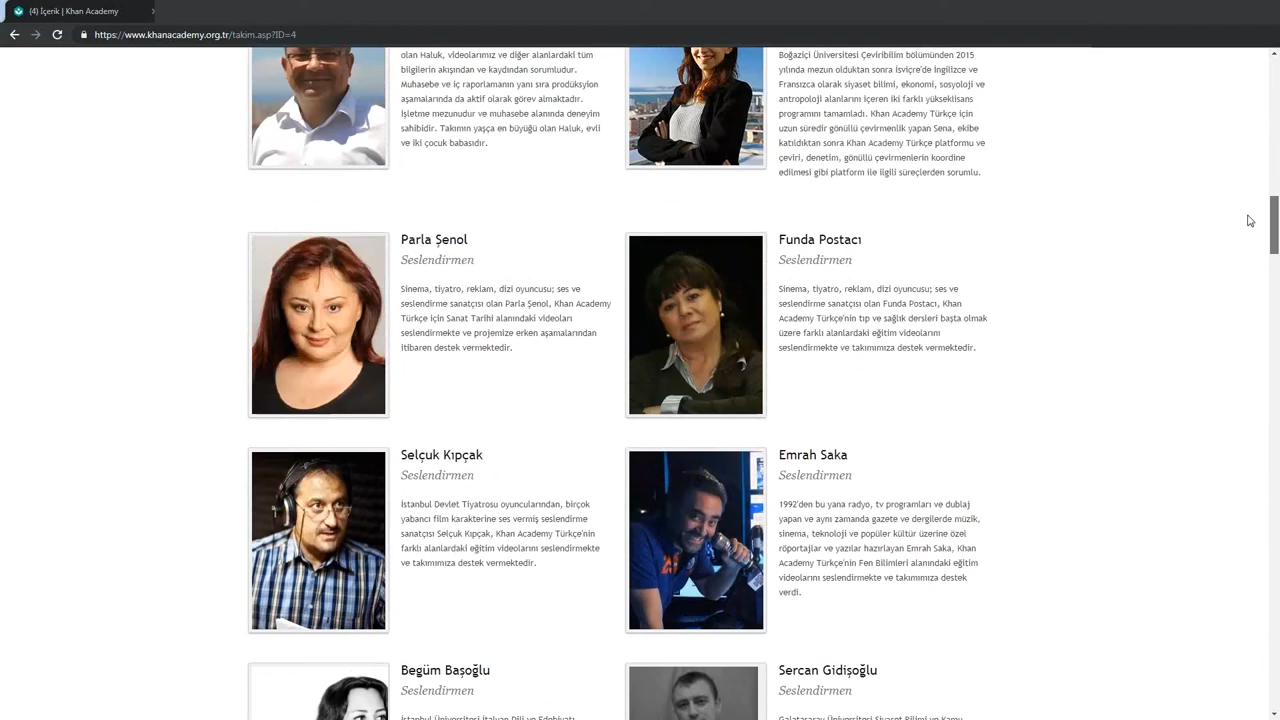 (4) İçerik | Khan Academy
https://www.khanacademy.org.tr/takim.asp?ID=4
olan Haluk, videolarımız ve diğer alanlardaki tüm
bilgilerin akışından ve kaydından sorumludur.
Muhasebe ve iç raporlamanın yanı sıra prodüksiyon
aşamalarında da aktif olarak görev almaktadır.
İşletme mezunudur ve muhasebe alanında deneyim
sahibidir. Takımın yaşça en büyüğü olan Haluk, evli
ve iki çocuk babasıdır.
Boğaziçi Üniversitesi Çeviribilim bölümünden 2015
yılında mezun olduktan sonra İsviçre'de İngilizce ve
Fransızca olarak siyaset bilimi, ekonomi, sosyoloji ve
antropoloji alanlarını içeren iki farklı yükseklisans
programını tamamladı. Khan Academy Türkçe için
uzun süredir gönüllü çevirmenlik yapan Sena, ekibe
katıldıktan sonra Khan Academy Türkçe platformu ve
çeviri, denetim, gönüllü çevirmenlerin koordine
edilmesi gibi platform ile ilgili süreçlerden sorumlu.
Parla Şenol
Seslendirmen
Sinema, tiyatro, reklam, dizi oyuncusu; ses ve
seslendirme sanatçısı olan Parla Şenol, Khan Academy
Türkçe için Sanat Tarihi alanındaki videoları
seslendirmekte ve projemize erken aşamalarından
itibaren destek vermektedir.
Funda Postacı
Seslendirmen
Sinema, tiyatro, reklam, dizi oyuncusu; ses ve
seslendirme sanatçısı olan Funda Postacı, Khan
Academy Türkçe'nin tıp ve sağlık dersleri başta olmak
üzere farklı alanlardaki eğitim videolarını
seslendirmekte ve takımımıza destek vermektedir.
Selçuk Kıpçak
Seslendirmen
İstanbul Devlet Tiyatrosu oyuncularından, birçok
yabancı film karakterine ses vermiş seslendirme
sanatçısı Selçuk Kıpçak, Khan Academy Türkçe'nin
farklı alanlardaki eğitim videolarını seslendirmekte
ve takımımıza destek vermektedir.
Emrah Saka
Seslendirmen
1992'den bu yana radyo, tv programları ve dublaj
yapan ve aynı zamanda gazete ve dergilerde müzik,
sinema, teknoloji ve popüler kültür üzerine özel
röportajlar ve yazılar hazırlayan Emrah Saka, Khan
Academy Türkçe'nin Fen Bilimleri alanındaki eğitim
videolarını seslendirmekte ve takımımıza destek
verdi.
Begüm Başoğlu
Seslendirmen
İstanbul Üniversitesi İtalyan Dili ve Edebiyatı
Sercan Gidişoğlu
Seslendirmen
Galatasaray Üniversitesi Siyaset Bilimi ve Kamu